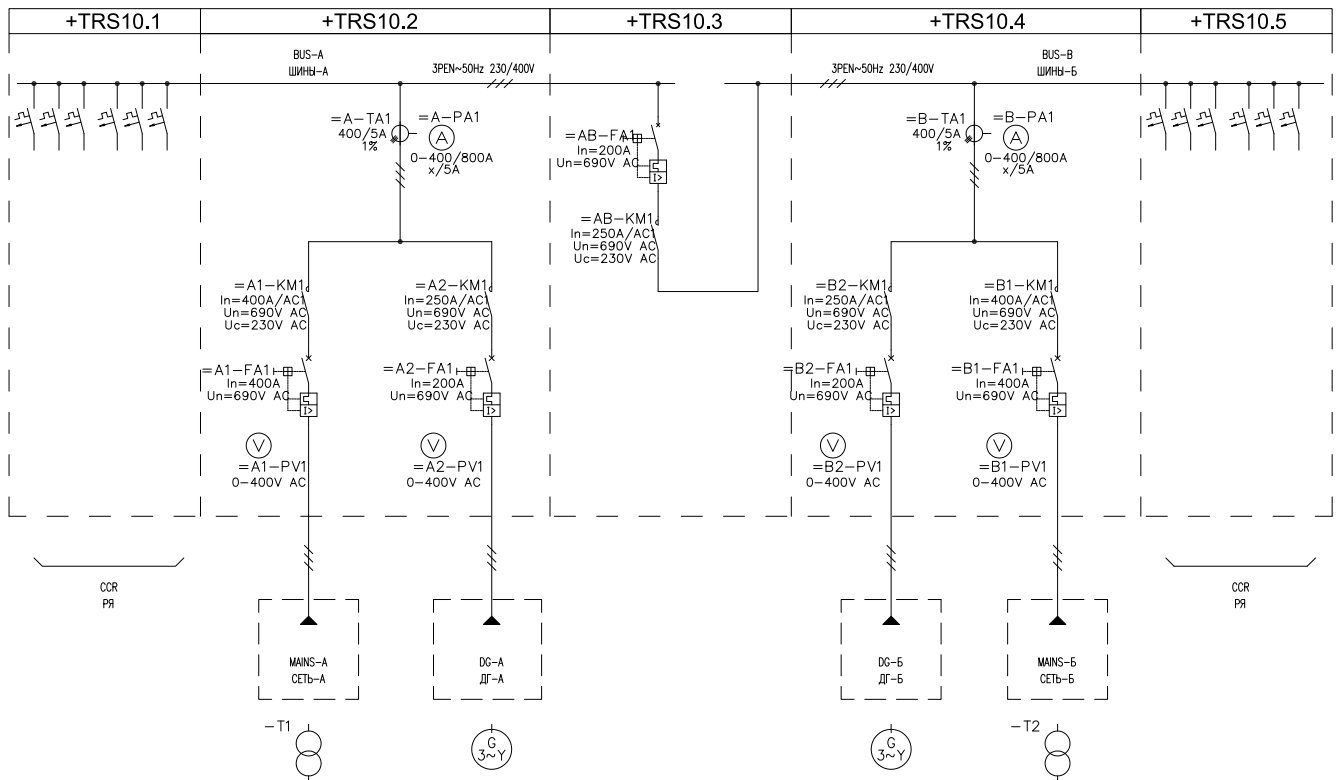 +TRS10.1
+TRS10.2
+TRS10.3
+TRS10.4
+TRS10.5
BUS-A
ШИНЫ-А
3PEN~50Hz 230/400V
3PEN~50Hz 230/400V
BUS-B
ШИНЫ-Б
=A-TA1
400/5A
1%
=A-PA1
A
0-400/800A
x/5A
=AB-FA1
In=200A
Un=690V AC
I>
=AB-KM1
In=250A/AC1
Un=690V AC
Uc=230V AC
=B-TA1
400/5A
1%
=B-PA1
A
0-400/800A
x/5A
=A1-KM1
In=400A/AC1
Un=690V AC
Uc=230V AC
=A2-KM1
In=250A/AC1
Un=690V AC
Uc=230V AC
=B2-KM1
In=250A/AC1
Un=690V AC
Uc=230V AC
=B1-KM1
In=400A/AC1
Un=690V AC
Uc=230V AC
=A1-FA1
In=400A
Un=690V AC
I>
=A2-FA1
In=200A
Un=690V AC
I>
=B2-FA1
In=200A
Un=690V AC
I>
=B1-FA1
In=400A
Un=690V AC
I>
V
=A1-PV1
0-400V AC
V
=A2-PV1
0-400V AC
V
=B2-PV1
0-400V AC
V
=B1-PV1
0-400V AC
CCR
РЯ
MAINS-A
СЕТЬ-А
DG-A
ДГ-А
DG-Б
ДГ-Б
MAINS-Б
СЕТЬ-Б
CCR
РЯ
-T1
G
3~Y
G
3~Y
-T2